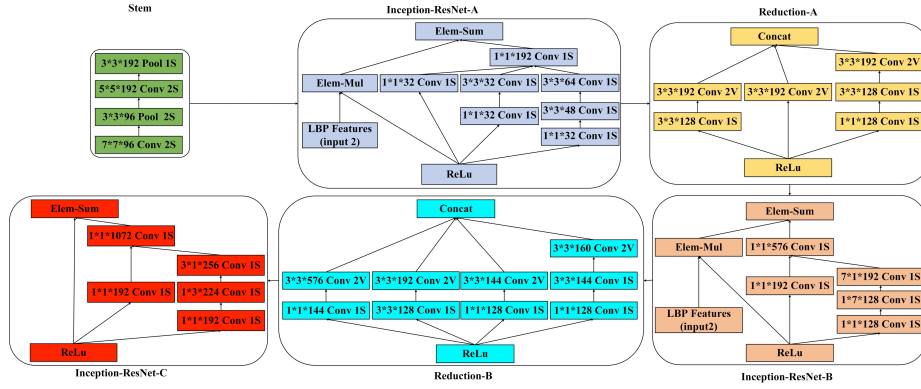 Stem
3*3*192 Pool 1S
5*5*192 Conv 2S
3*3*96 Pool 2S
7*7*96 Conv 2S
Inception-ResNet-A
Elem-Sum
1*1*192 Conv 1S
Elem-Mul
1*1*32 Conv 1S
3*3*32 Conv 1S
3*3*64 Conv 1S
3*3*48 Conv 1S
LBP Features
(input 2)
1*1*32 Conv 1S
1*1*32 Conv 1S
ReLu
Reduction-A
Concat
3*3*192 Conv 2V
3*3*192 Conv 2V
3*3*192 Conv 2V
3*3*128 Conv 1S
3*3*128 Conv 1S
1*1*128 Conv 1S
ReLu
Elem-Sum
1*1*1072 Conv 1S
3*1*256 Conv 1S
1*1*192 Conv 1S
1*3*224 Conv 1S
1*1*192 Conv 1S
ReLu
Inception-ResNet-C
Concat
3*3*160 Conv 2V
3*3*576 Conv 2V
3*3*192 Conv 2V
3*3*144 Conv 2V
3*3*144 Conv 1S
1*1*144 Conv 1S
3*3*128 Conv 1S
1*1*128 Conv 1S
1*1*128 Conv 1S
ReLu
Reduction-B
Elem-Sum
Elem-Mul
1*1*576 Conv 1S
7*1*192 Conv 1S
1*1*192 Conv 1S
1*7*128 Conv 1S
LBP Features
(input2)
1*1*128 Conv 1S
ReLu
Inception-ResNet-B